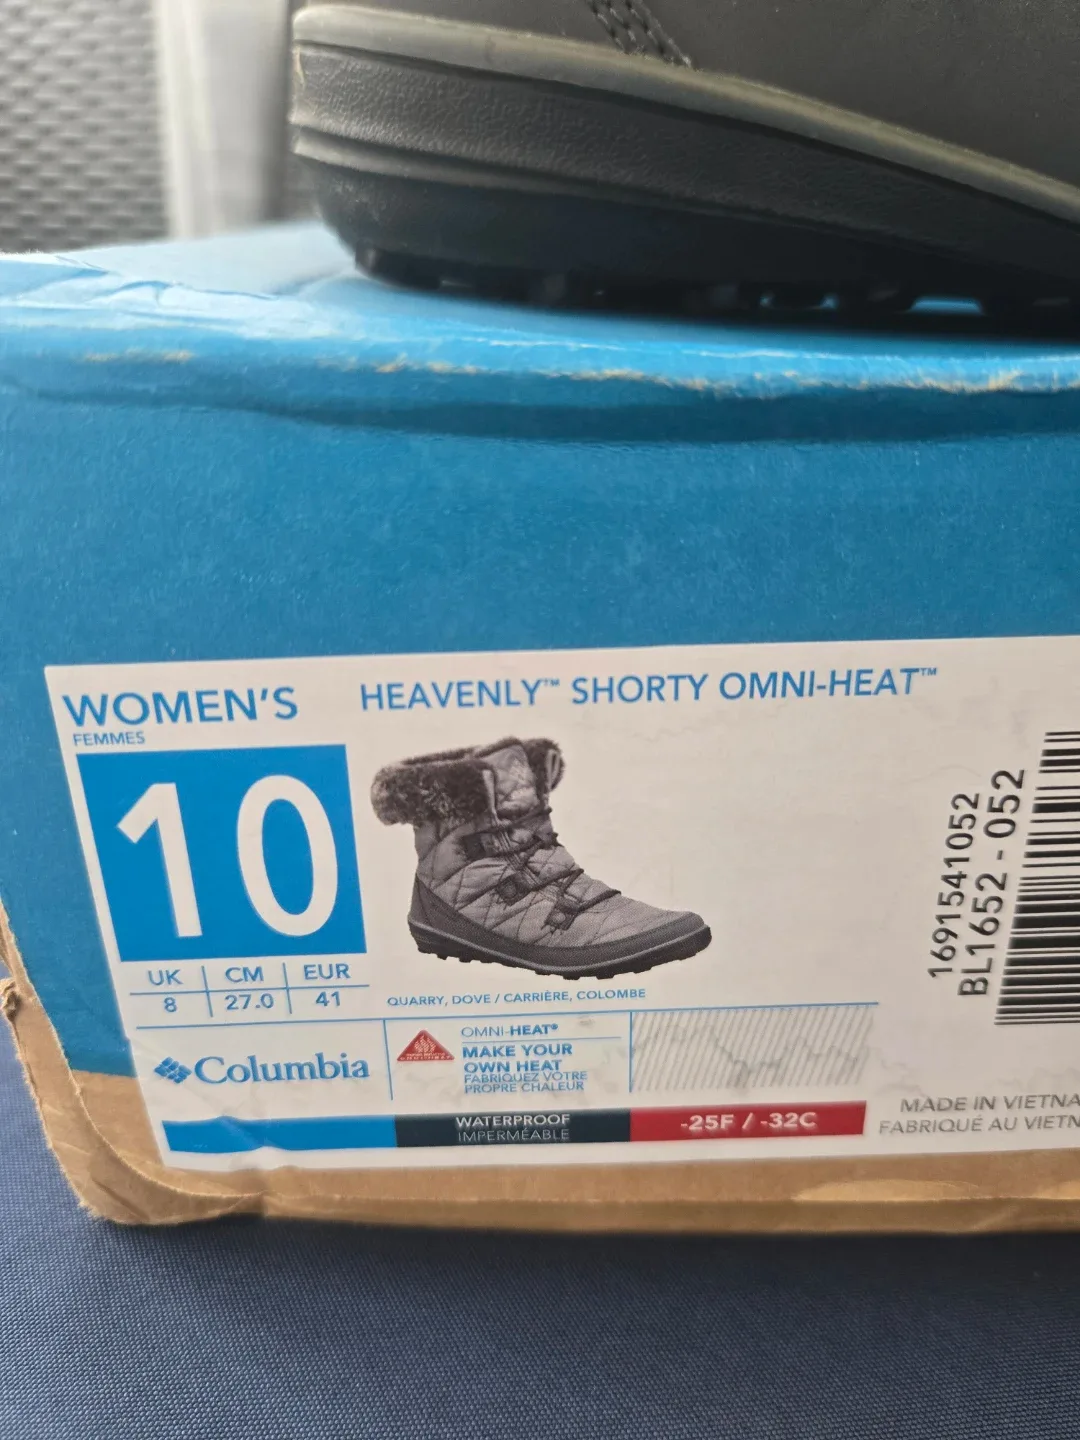 WOMEN'S
FEMMES
HEAVENLY™ SHORTY OMNI-HEAT™
10
UK | CM | EUR
8 | 27.0 | 41
QUARRY, DOVE / CARRIÈRE, COLOMBE
1691541052
BL1652 - 052
Columbia
OMNI-HEAT®
MAKE YOUR
OWN HEAT
FABRIQUEZ VOTRE
PROPRE CHALEUR
WATERPROOF
IMPERMÉABLE
-25F / -32C
MADE IN VIETNA
FABRIQUÉ AU VIETN